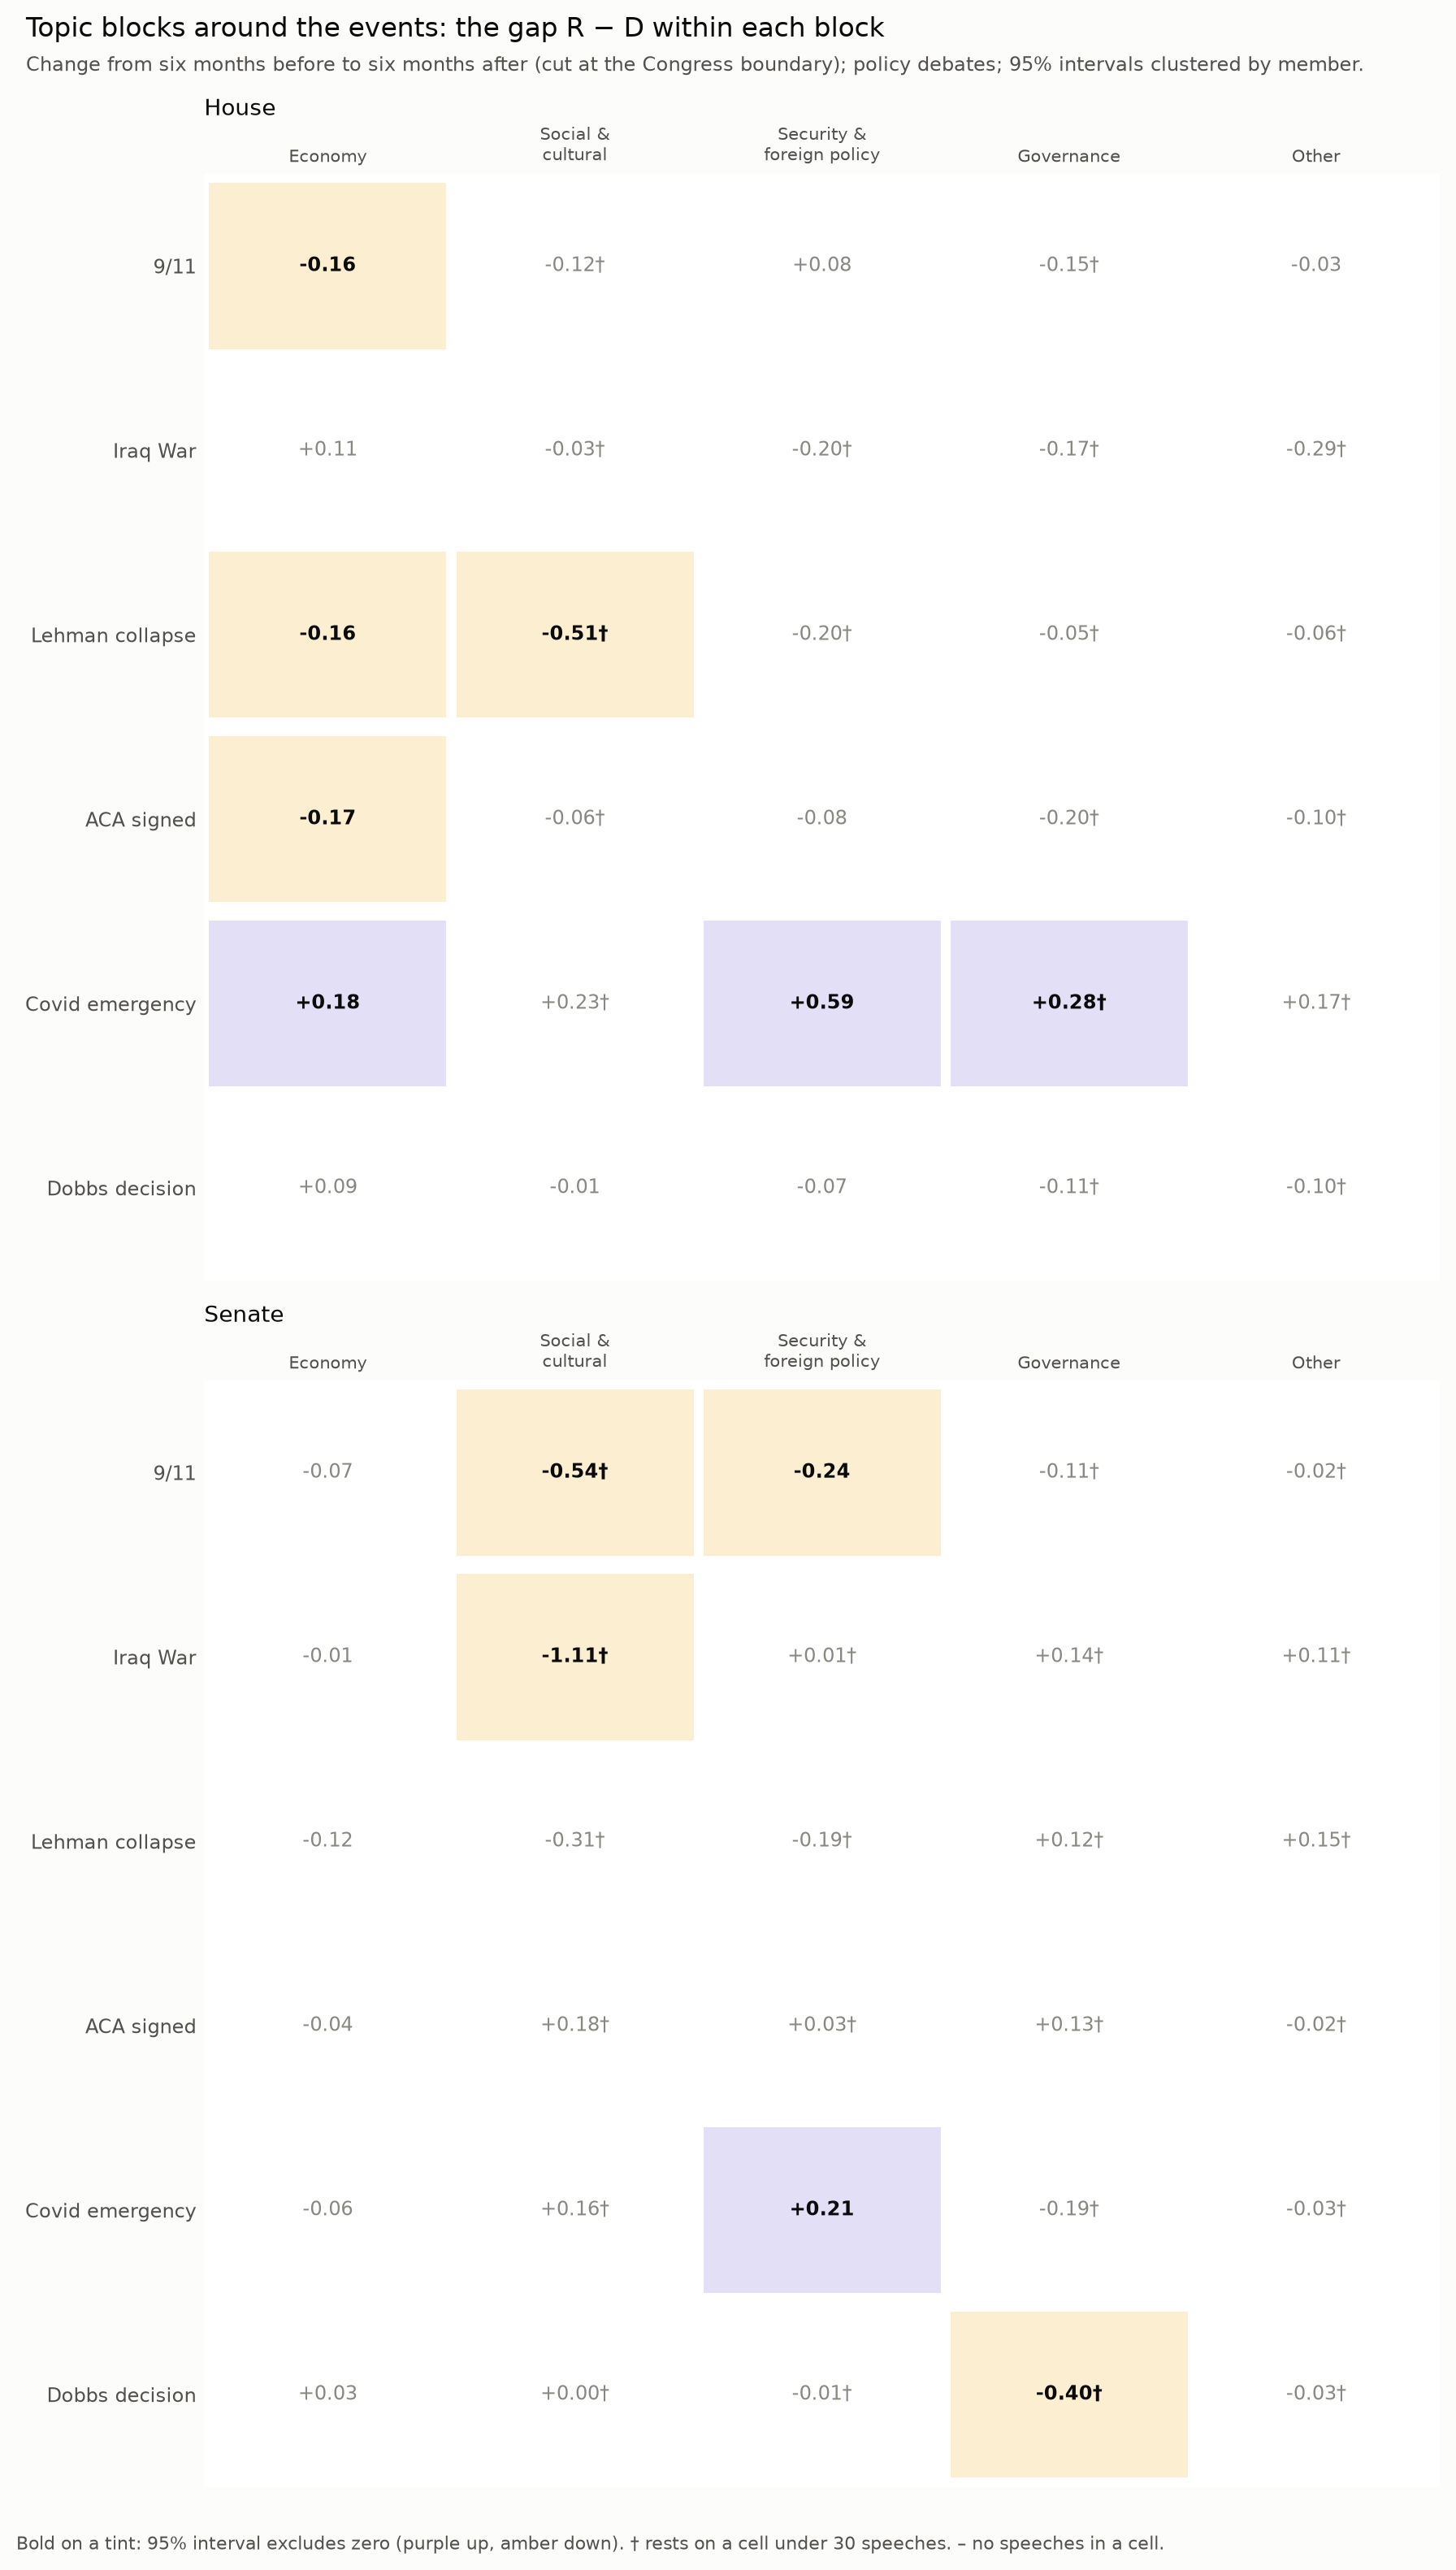 Topic blocks around the events: the gap R − D within each block
Change from six months before to six months after (cut at the Congress boundary); policy debates; 95% intervals clustered by member.
House
Economy
Social &
cultural
Security &
foreign policy
Governance
Other
9/11 -0.16 -0.12† +0.08 -0.15† -0.03
Iraq War +0.11 -0.03† -0.20† -0.17† -0.29†
Lehman collapse -0.16 -0.51† -0.20† -0.05† -0.06†
ACA signed -0.17 -0.06† -0.08 -0.20† -0.10†
Covid emergency +0.18 +0.23† +0.59 +0.28† +0.17†
Dobbs decision +0.09 -0.01 -0.07 -0.11† -0.10†
Senate
Economy
Social &
cultural
Security &
foreign policy
Governance
Other
9/11 -0.07 -0.54† -0.24 -0.11† -0.02†
Iraq War -0.01 -1.11† +0.01† +0.14† +0.11†
Lehman collapse -0.12 -0.31† -0.19† +0.12† +0.15†
ACA signed -0.04 +0.18† +0.03† +0.13† -0.02†
Covid emergency -0.06 +0.16† +0.21 -0.19† -0.03†
Dobbs decision +0.03 +0.00† -0.01† -0.40† -0.03†
Bold on a tint: 95% interval excludes zero (purple up, amber down). † rests on a cell under 30 speeches. – no speeches in a cell.